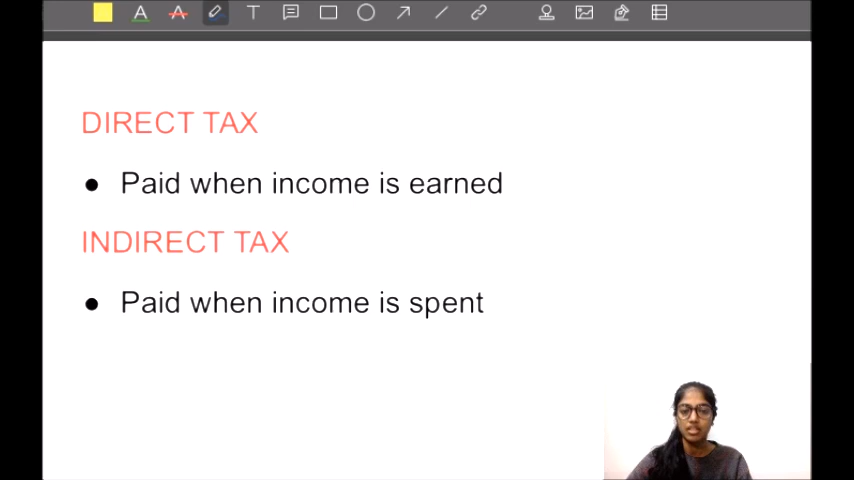 DIRECT TAX
● Paid when income is earned
INDIRECT TAX
● Paid when income is spent